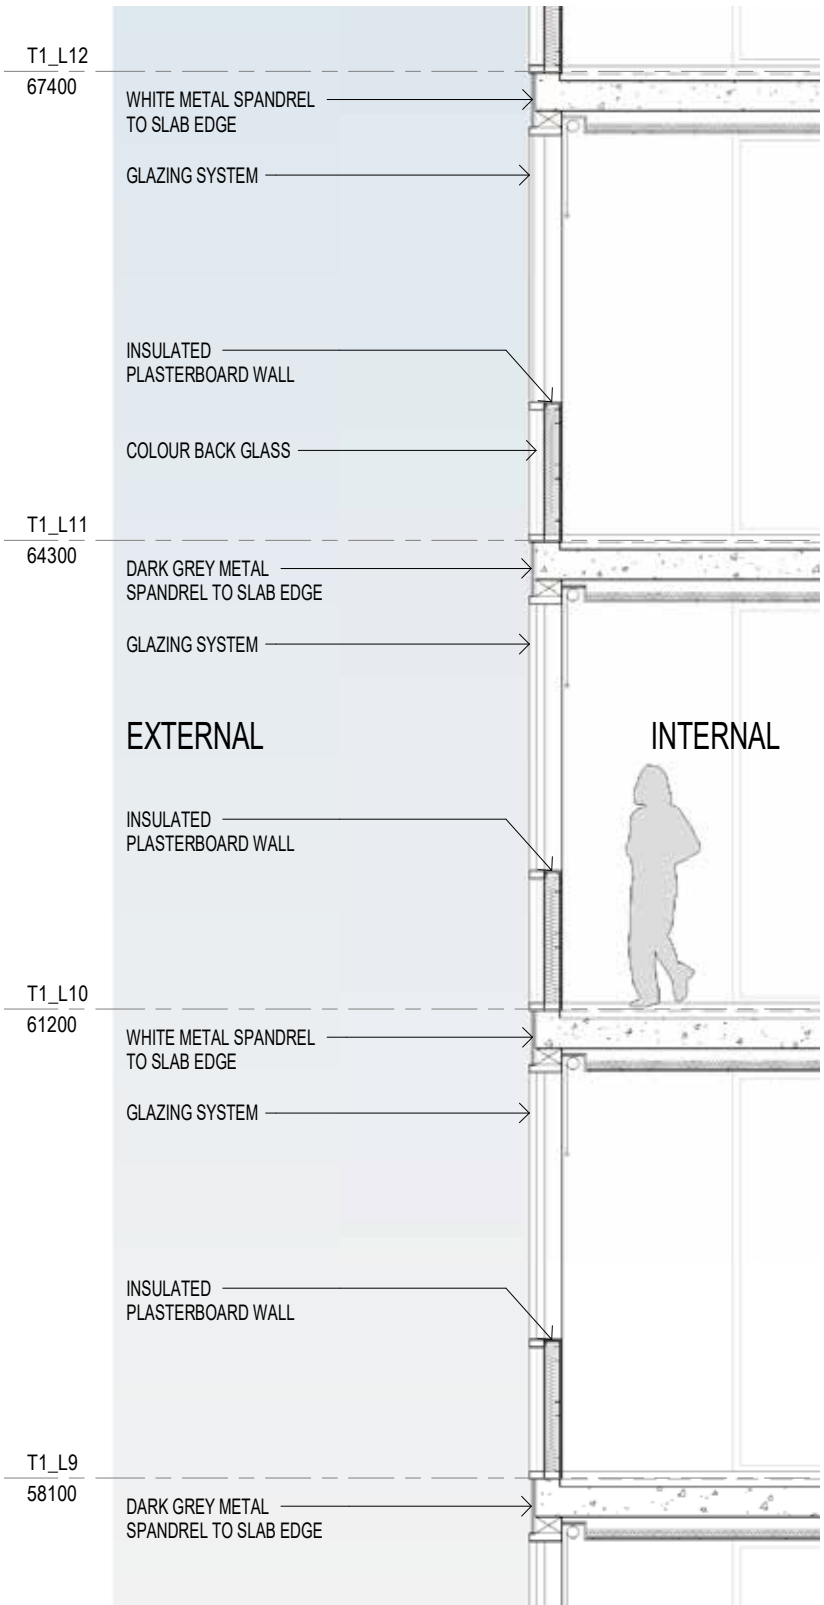 T1_L12
67400
WHITE METAL SPANDREL
TO SLAB EDGE
GLAZING SYSTEM
INSULATED
PLASTERBOARD WALL
COLOUR BACK GLASS
T1_L11
64300
DARK GREY METAL
SPANDREL TO SLAB EDGE
GLAZING SYSTEM
EXTERNAL
INTERNAL
INSULATED
PLASTERBOARD WALL
T1_L10
61200
WHITE METAL SPANDREL
TO SLAB EDGE
GLAZING SYSTEM
INSULATED
PLASTERBOARD WALL
T1_L9
58100
DARK GREY METAL
SPANDREL TO SLAB EDGE